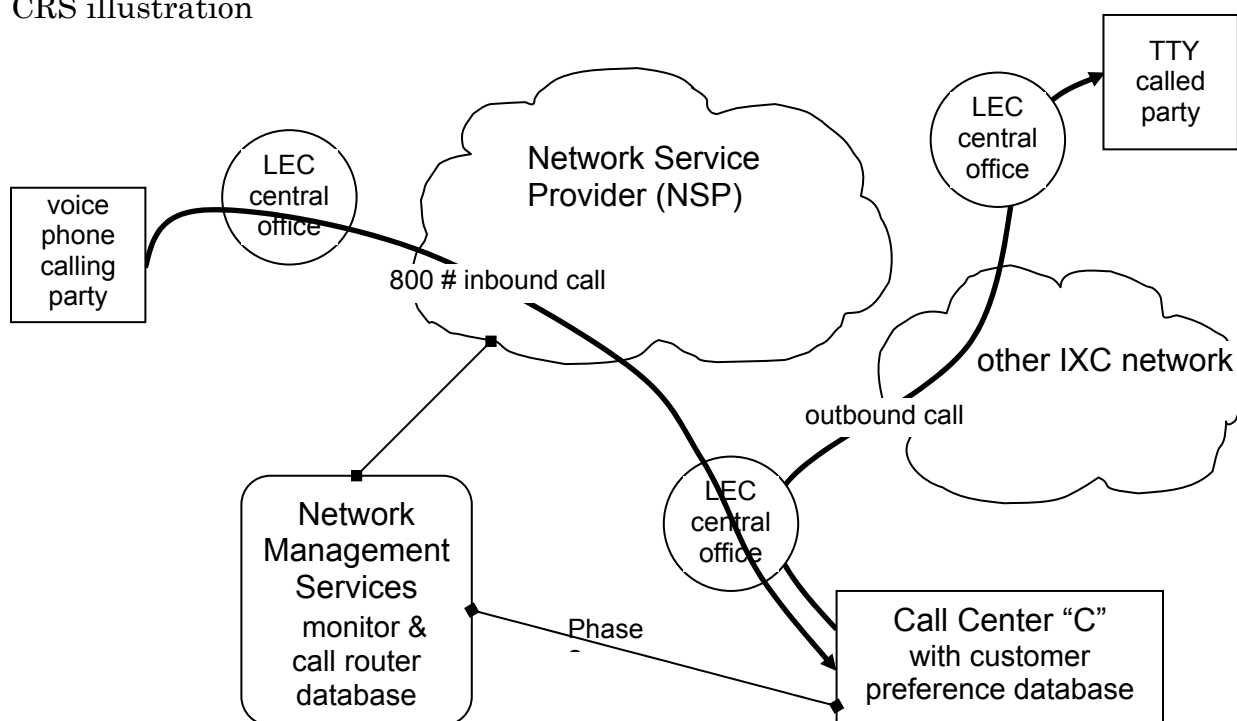 CRS illustration
TTY
called
party
LEC
central
office
Network Service
Provider (NSP)
LEC
central
office
voice
phone
calling
party
800 # inbound call
other IXC network
outbound call
LEC
central
office
Network
Management
Services
monitor &
call router
database
Phase
Call Center “C”
with customer
preference database